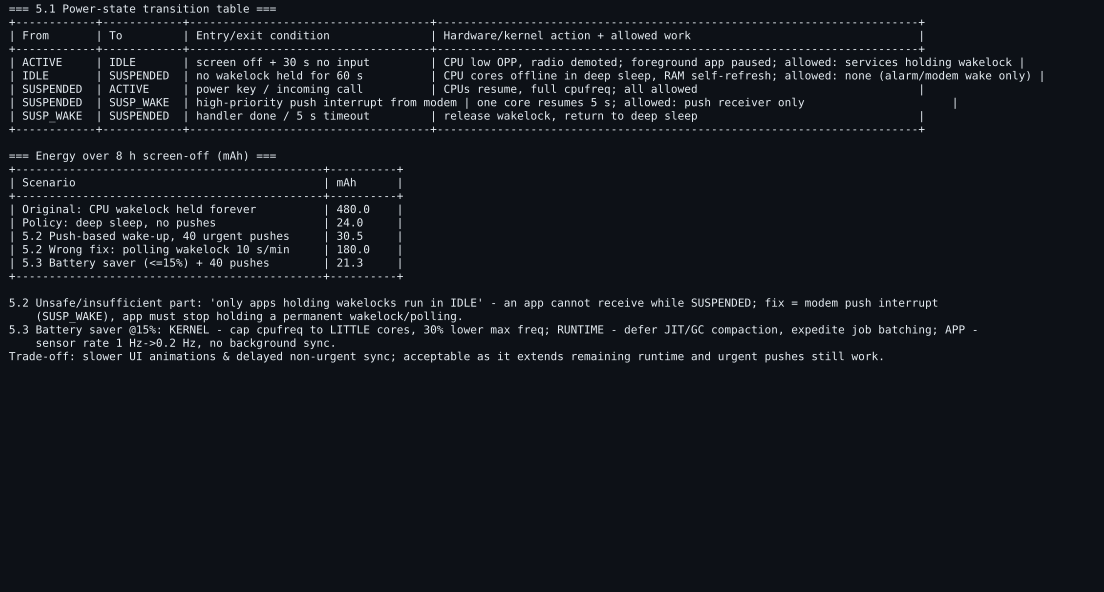 === 5.1 Power-state transition table ===
+------------+------------+------------------------------------+------------------------------------------------------------------------+
| From       | To         | Entry/exit condition               | Hardware/kernel action + allowed work                                  |
+------------+------------+------------------------------------+------------------------------------------------------------------------+
| ACTIVE     | IDLE       | screen off + 30 s no input         | CPU low OPP, radio demoted; foreground app paused; allowed: services holding wakelock |
| IDLE       | SUSPENDED  | no wakelock held for 60 s          | CPU cores offline in deep sleep, RAM self-refresh; allowed: none (alarm/modem wake only) |
| SUSPENDED  | ACTIVE     | power key / incoming call          | CPUs resume, full cpufreq; all allowed                                 |
| SUSPENDED  | SUSP_WAKE  | high-priority push interrupt from modem | one core resumes 5 s; allowed: push receiver only                      |
| SUSP_WAKE  | SUSPENDED  | handler done / 5 s timeout         | release wakelock, return to deep sleep                                 |
+------------+------------+------------------------------------+------------------------------------------------------------------------+
=== Energy over 8 h screen-off (mAh) ===
+----------------------------------------------+----------+
| Scenario                                     | mAh      |
+----------------------------------------------+----------+
| Original: CPU wakelock held forever          | 480.0    |
| Policy: deep sleep, no pushes                | 24.0     |
| 5.2 Push-based wake-up, 40 urgent pushes     | 30.5     |
| 5.2 Wrong fix: polling wakelock 10 s/min     | 180.0    |
| 5.3 Battery saver (<=15%) + 40 pushes        | 21.3     |
+----------------------------------------------+----------+
5.2 Unsafe/insufficient part: 'only apps holding wakelocks run in IDLE' - an app cannot receive while SUSPENDED; fix = modem push interrupt
(SUSP_WAKE), app must stop holding a permanent wakelock/polling.
5.3 Battery saver @15%: KERNEL - cap cpufreq to LITTLE cores, 30% lower max freq; RUNTIME - defer JIT/GC compaction, expedite job batching; APP -
sensor rate 1 Hz->0.2 Hz, no background sync.
Trade-off: slower UI animations & delayed non-urgent sync; acceptable as it extends remaining runtime and urgent pushes still work.